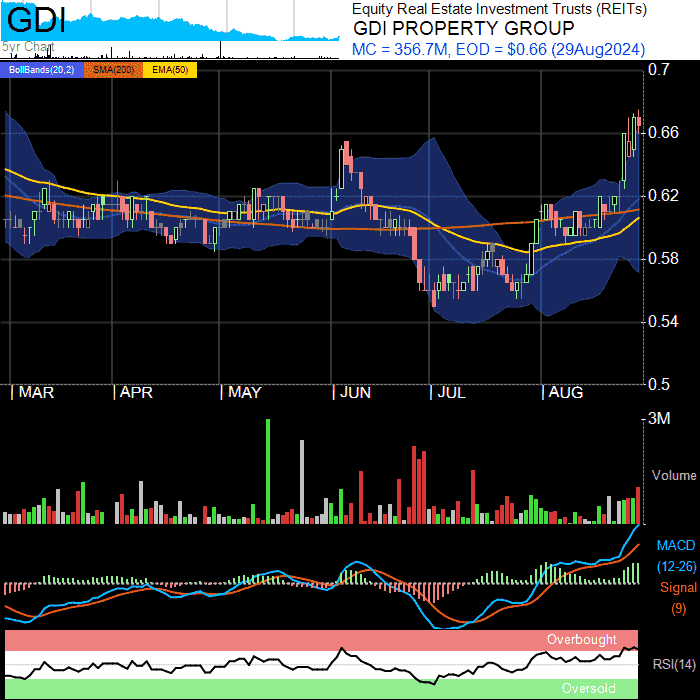 GDI
5yr Chart
Equity Real Estate Investment Trusts (REITs)
GDI PROPERTY GROUP
MC = 356.7M, EOD = $0.66 (29Aug2024)
BollBands(20,2) SMA(200) EMA(50)
0.7
0.66
0.62
0.58
0.54
0.5
MAR APR MAY JUN JUL AUG
3M
Volume
MACD
(12-26)
Signal
(9)
Overbought
RSI(14)
Oversold